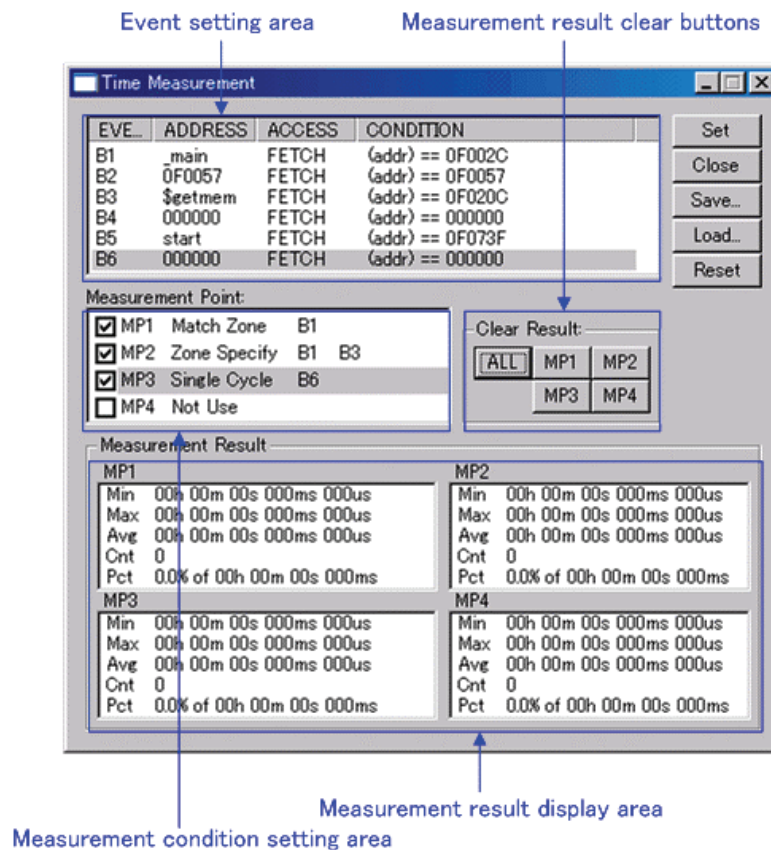 Event setting area
Measurement result clear buttons
Time Measurement
EVE... ADDRESS ACCESS CONDITION
B1 _main FETCH (addr) == 0F002C
B2 0F0057 FETCH (addr) == 0F0057
B3 $getmem FETCH (addr) == 0F020C
B4 000000 FETCH (addr) == 000000
B5 start FETCH (addr) == 0F073F
B6 000000 FETCH (addr) == 000000
Set
Close
Save...
Load...
Reset
Measurement Point:
MP1 Match Zone B1
MP2 Zone Specify B1 B3
MP3 Single Cycle B6
MP4 Not Use
Clear Result:
ALL MP1 MP2
MP3 MP4
Measurement Result
MP1
Min 00h 00m 00s 000ms 000us
Max 00h 00m 00s 000ms 000us
Avg 00h 00m 00s 000ms 000us
Cnt 0
Pct 0.0% of 00h 00m 00s 000ms
MP2
Min 00h 00m 00s 000ms 000us
Max 00h 00m 00s 000ms 000us
Avg 00h 00m 00s 000ms 000us
Cnt 0
Pct 0.0% of 00h 00m 00s 000ms
MP3
Min 00h 00m 00s 000ms 000us
Max 00h 00m 00s 000ms 000us
Avg 00h 00m 00s 000ms 000us
Cnt 0
Pct 0.0% of 00h 00m 00s 000ms
MP4
Min 00h 00m 00s 000ms 000us
Max 00h 00m 00s 000ms 000us
Avg 00h 00m 00s 000ms 000us
Cnt 0
Pct 0.0% of 00h 00m 00s 000ms
Measurement result display area
Measurement condition setting area